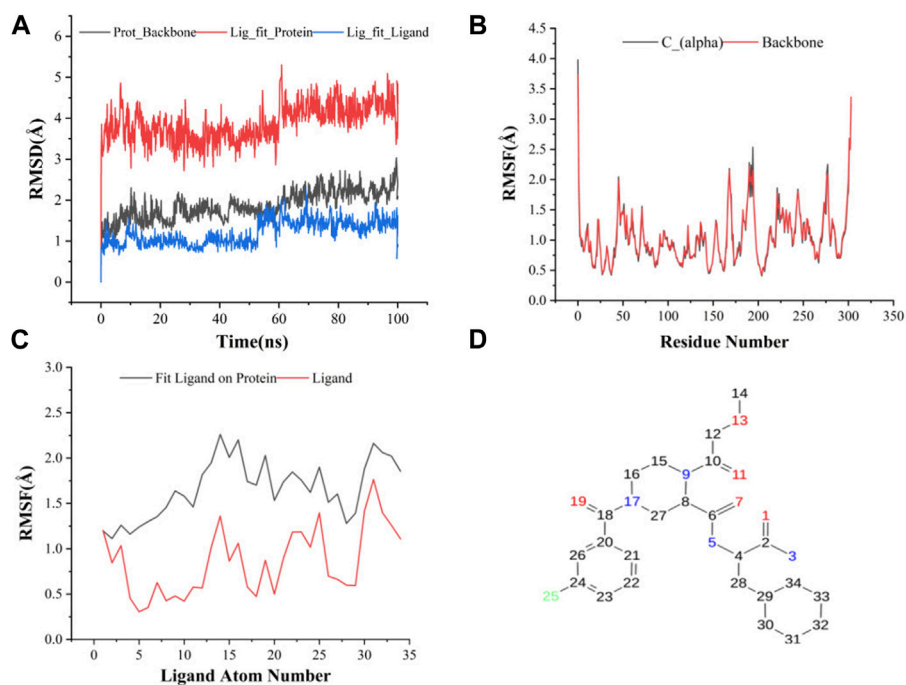 A
Prot_Backbone Lig_fit_Protein Lig_fit_Ligand
RMSD(Å)
6
5
4
3
2
1
0
0 20 40 60 80 100
Time(ns)
B
C_(alpha) Backbone
RMSF(Å)
4.5
4.0
3.5
3.0
2.5
2.0
1.5
1.0
0.5
0.0
0 50 100 150 200 250 300 350
Residue Number
C
Fit Ligand on Protein Ligand
RMSF(Å)
3.0
2.5
2.0
1.5
1.0
0.5
0.0
0 5 10 15 20 25 30 35
Ligand Atom Number
D
14
13
12
15 10
16 9 11
19 17 8 7
18 27 6 1
20 5 2
26 21 4 3
24 22 28 34
25 23 29 33
30 32
31